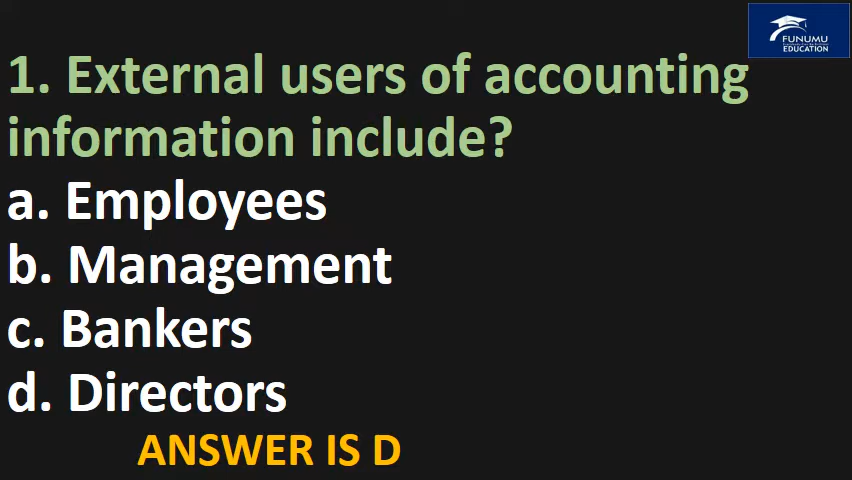 FUNUMU
EDUCATION
1. External users of accounting
information include?
a. Employees
b. Management
c. Bankers
d. Directors
ANSWER IS D